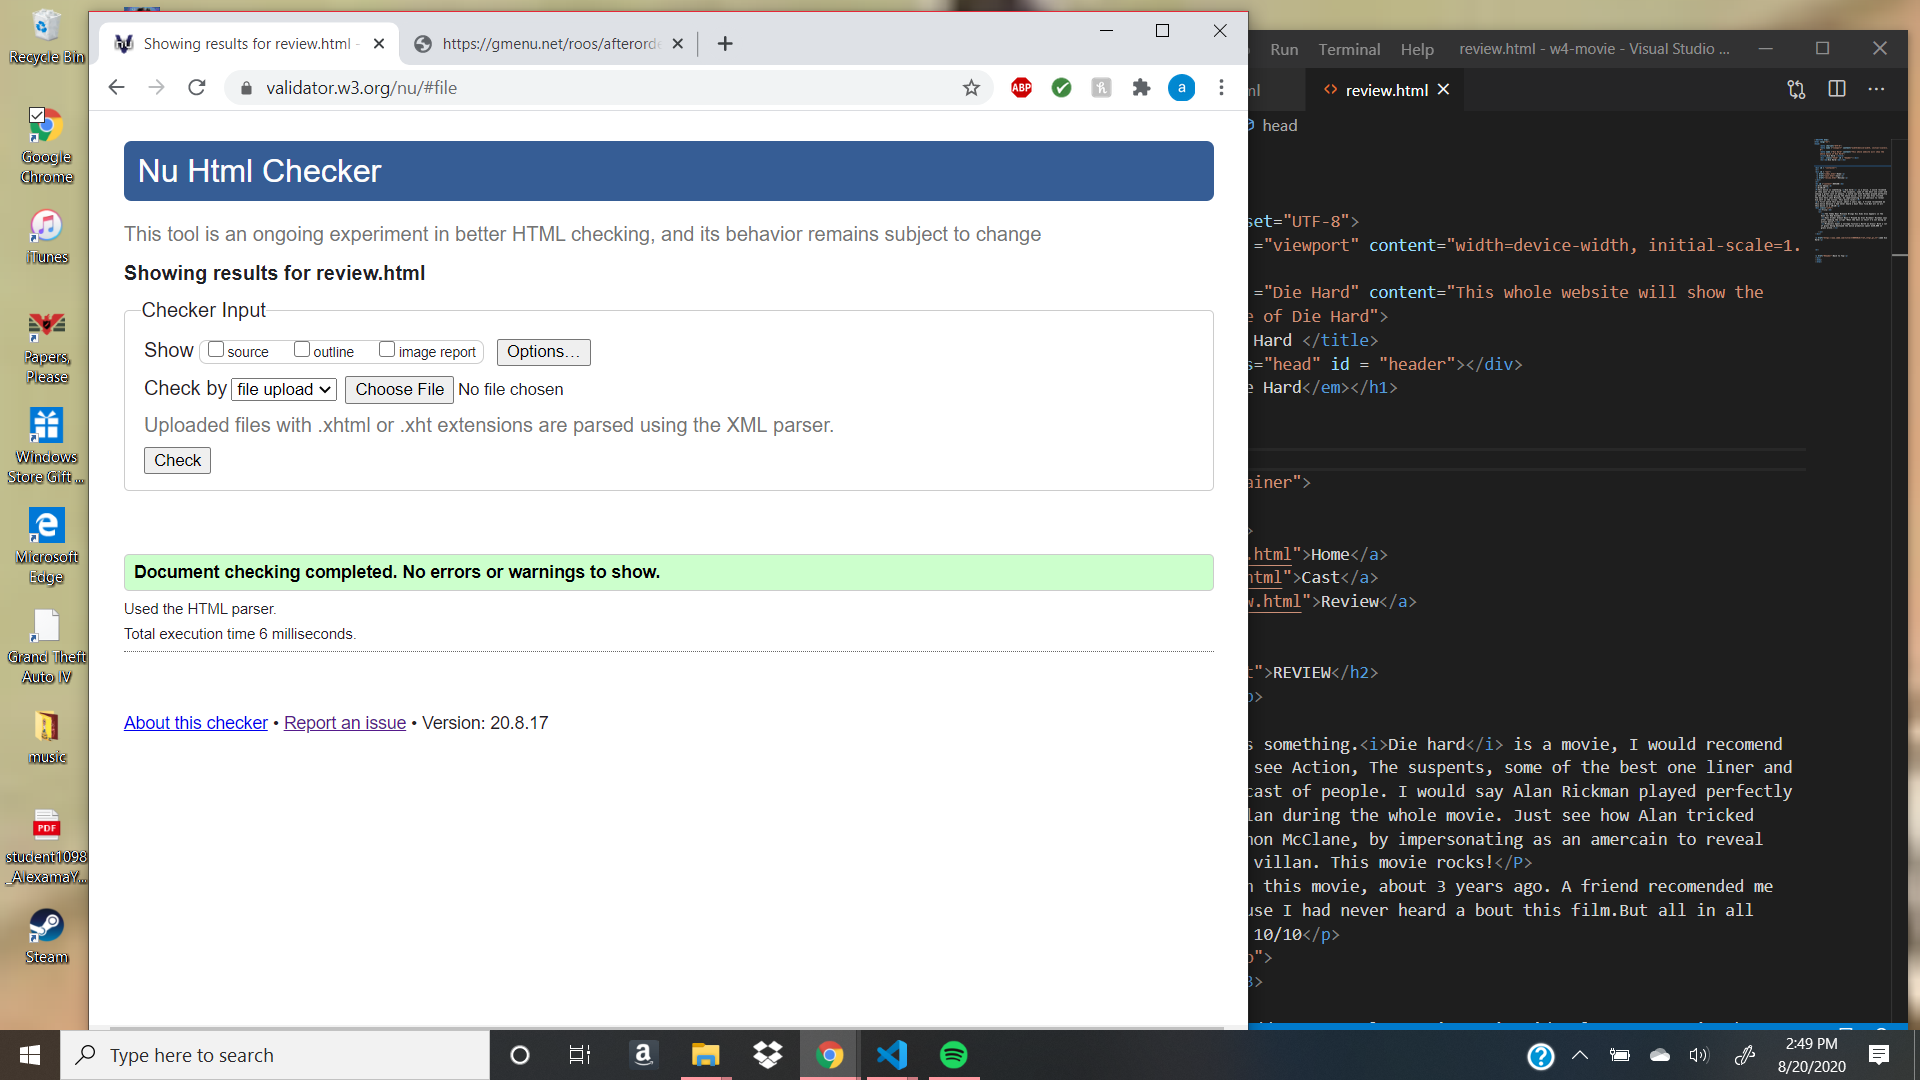 Recycle Bin
Google Chrome
iTunes
Papers, Please
Windows Store Gift ...
Microsoft Edge
Grand Theft Auto IV
music
student1098_AlexamaY...
Steam
Showing results for review.html -
https://gmenu.net/roos/afterorde
validator.w3.org/nu/#file
ABP
a
Nu Html Checker
This tool is an ongoing experiment in better HTML checking, and its behavior remains subject to change
Showing results for review.html
Checker Input
Show source outline image report Options...
Check by file upload Choose File No file chosen
Uploaded files with .xhtml or .xht extensions are parsed using the XML parser.
Check
Document checking completed. No errors or warnings to show.
Used the HTML parser.
Total execution time 6 milliseconds.
About this checker • Report an issue • Version: 20.8.17
Run Terminal Help review.html - w4-movie - Visual Studio ...
ml <> review.html
head
set="UTF-8">
="viewport" content="width=device-width, initial-scale=1.
="Die Hard" content="This whole website will show the
e of Die Hard">
Hard </title>
s="head" id = "header"></div>
e Hard</em></h1>
ainer">
>
.html">Home</a>
html">Cast</a>
w.html">Review</a>
t">REVIEW</h2>
p>
s something.<i>Die hard</i> is a movie, I would recomend
see Action, The suspents, some of the best one liner and
cast of people. I would say Alan Rickman played perfectly
lan during the whole movie. Just see how Alan tricked
hon McClane, by impersonating as an amercain to reveal
villan. This movie rocks!</P>
n this movie, about 3 years ago. A friend recomended me
use I had never heard a bout this film.But all in all
10/10</p>
o">
3>
Type here to search
2:49 PM
8/20/2020